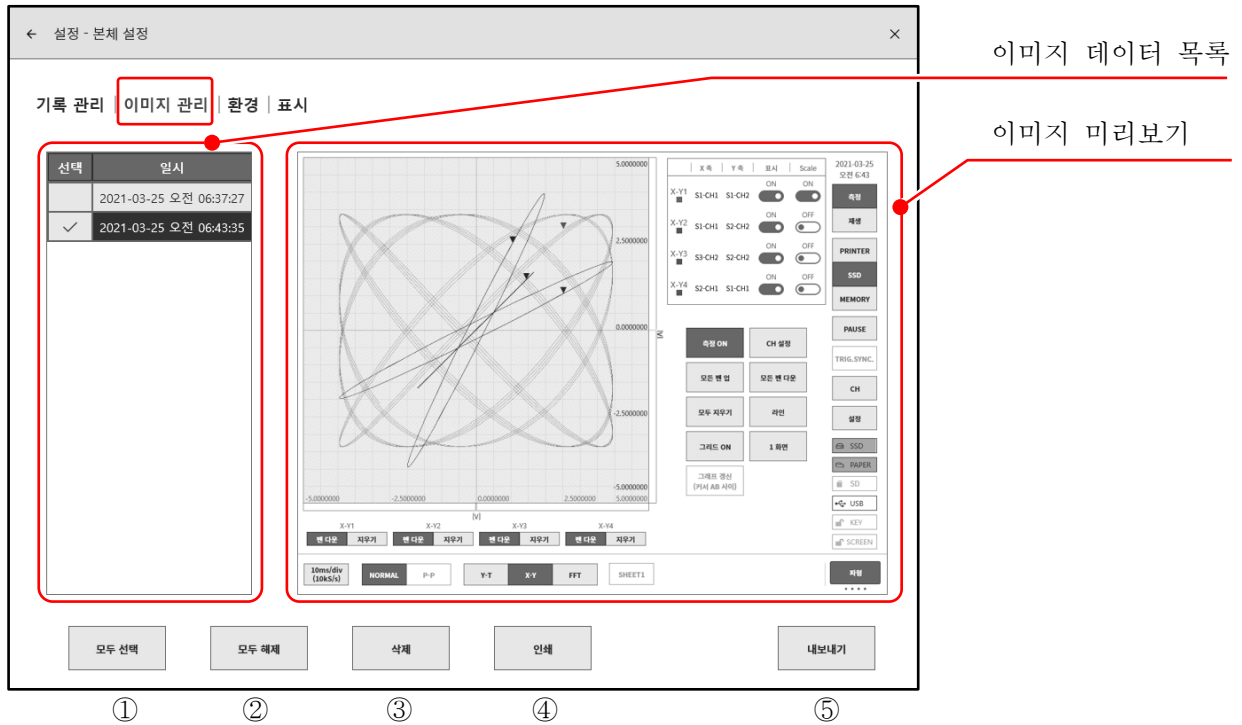 ← 설정 - 본체 설정 ×
이미지 데이터 목록
기록 관리 | 이미지 관리 | 환경 | 표시
이미지 미리보기
선택 일시
2021-03-25 오전 06:37:27
✓ 2021-03-25 오전 06:43:35
5.0000000
2.5000000
0.0000000
-2.5000000
-5.0000000
[V]
-5.0000000 -2.5000000 0.0000000 2.5000000 5.0000000
[V]
X-Y1 X-Y2 X-Y3 X-Y4
펜 다운 지우기 펜 다운 지우기 펜 다운 지우기 펜 다운 지우기
X 축 | Y 축 | 표시 | Scale
ON ON
X-Y1 S1-CH1 S1-CH2
ON OFF
X-Y2 S1-CH1 S2-CH2
ON OFF
X-Y3 S3-CH2 S2-CH2
ON OFF
X-Y4 S2-CH1 S1-CH1
측정 ON CH 설정
모든 펜 업 모든 펜 다운
모두 지우기 라인
그리드 ON 1 화면
그래프 갱신
(커서 AB 사이)
2021-03-25
오전 6:43
측정
재생
PRINTER
SSD
MEMORY
PAUSE
TRIG.SYNC.
CH
설정
SSD
PAPER
SD
USB
KEY
SCREEN
10ms/div
(10kS/s)
NORMAL P-P Y-T X-Y FFT SHEET1 파형
모두 선택 모두 해제 삭제 인쇄 내보내기
① ② ③ ④ ⑤